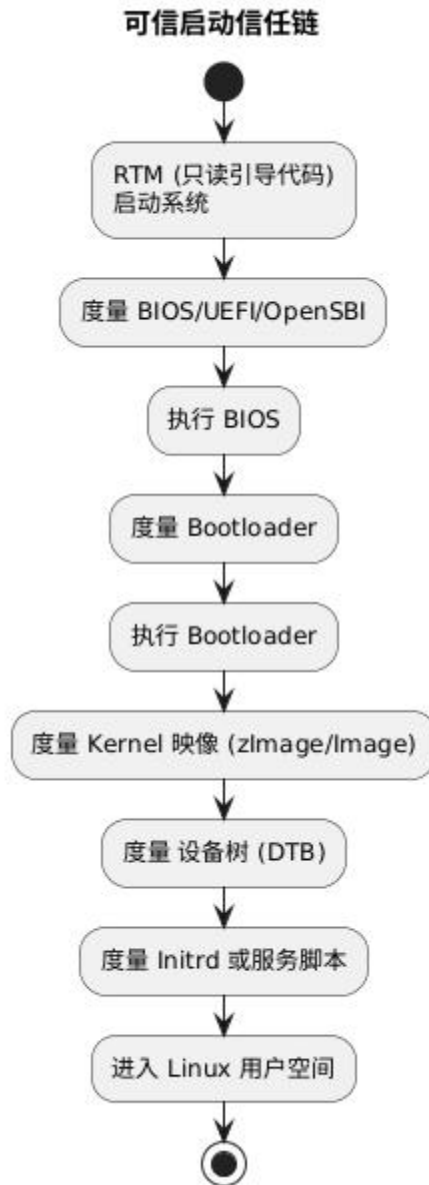 可信启动信任链
RTM (只读引导代码)
启动系统
度量 BIOS/UEFI/OpenSBI
执行 BIOS
度量 Bootloader
执行 Bootloader
度量 Kernel 映像 (zImage/Image)
度量 设备树 (DTB)
度量 Initrd 或服务脚本
进入 Linux 用户空间